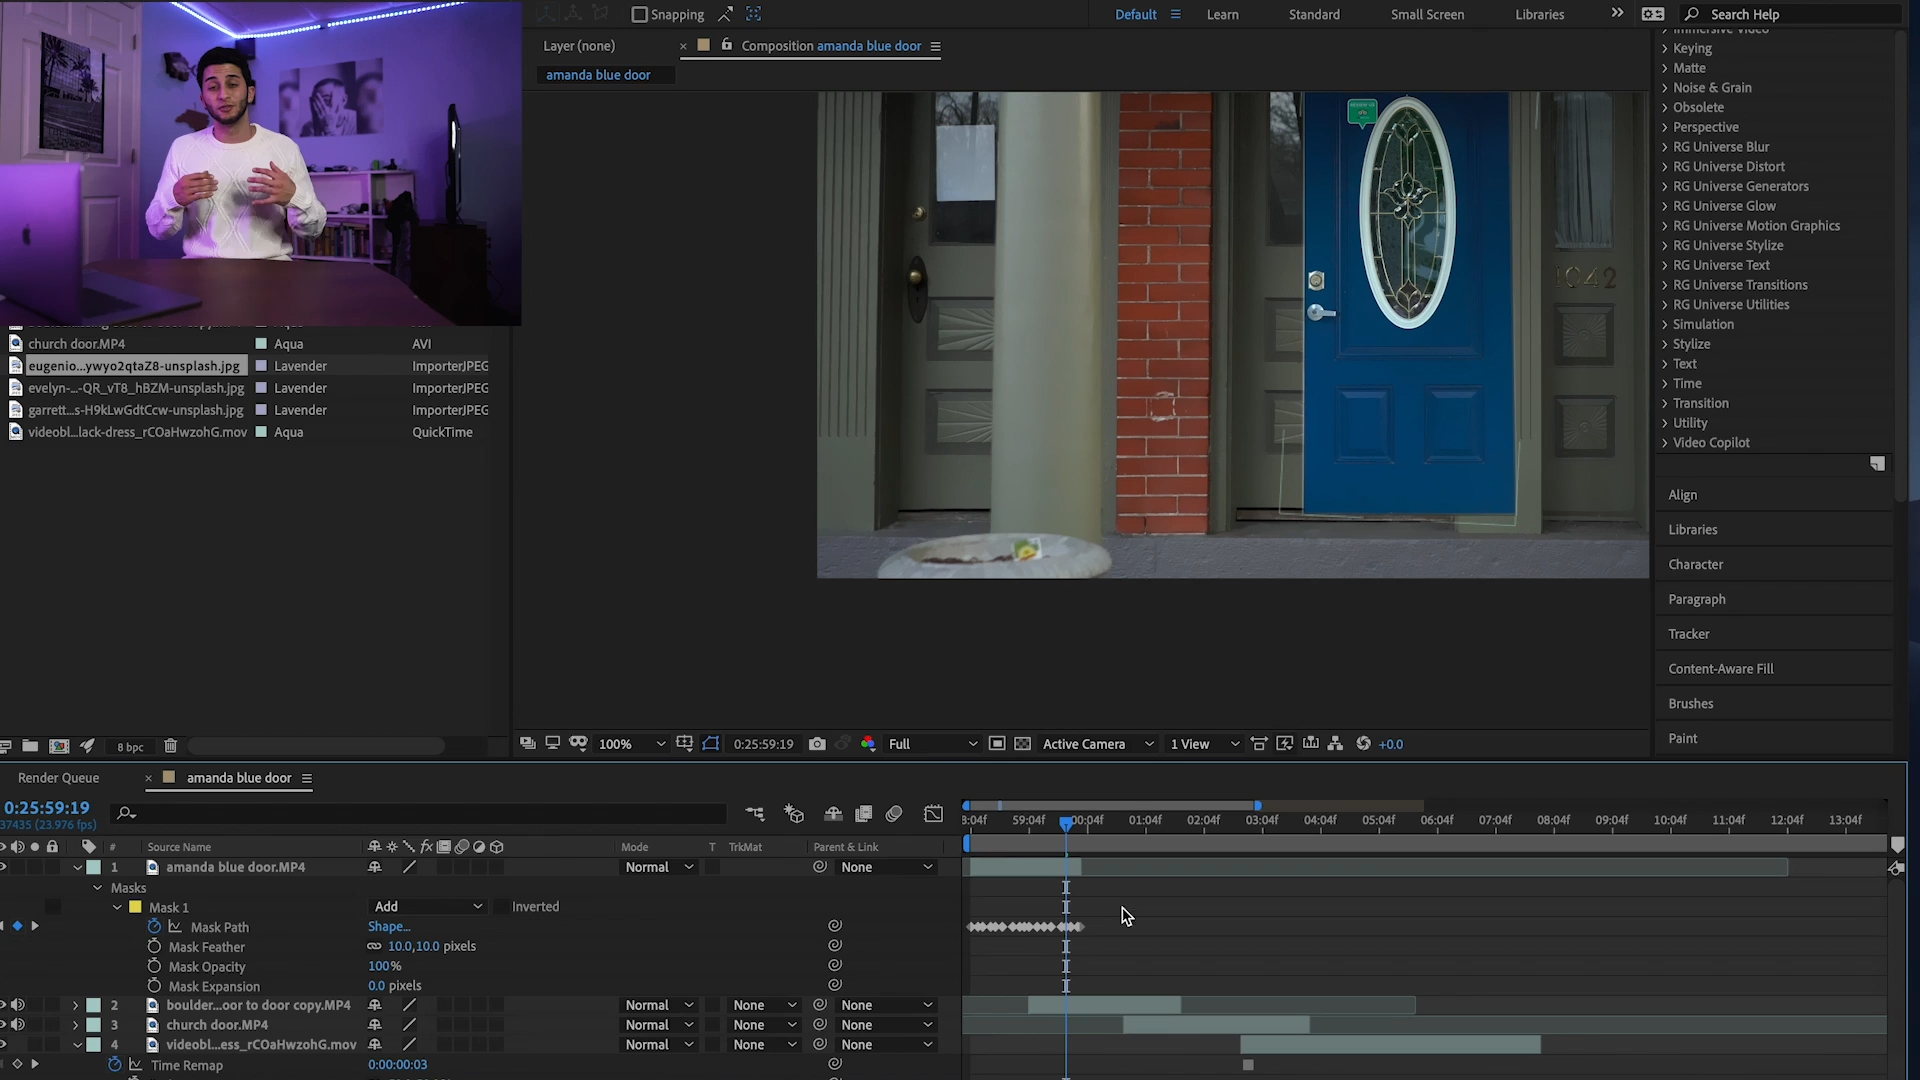 Snapping
Default
Learn
Standard
Small Screen
Libraries
Search Help
Layer (none)
Composition amanda blue door
amanda blue door
Immersive Video
Keying
Matte
Noise & Grain
Obsolete
Perspective
RG Universe Blur
RG Universe Distort
RG Universe Generators
RG Universe Glow
RG Universe Motion Graphics
RG Universe Stylize
RG Universe Text
RG Universe Transitions
RG Universe Utilities
Simulation
Stylize
Text
Time
Transition
Utility
Video Copilot
1042
church door.MP4 Aqua AVI
eugenio...ywyo2qtaZ8-unsplash.jpg Lavender ImporterJPEG
evelyn-...-QR_vT8_hBZM-unsplash.jpg Lavender ImporterJPEG
garrett...s-H9kLwGdtCcw-unsplash.jpg Lavender ImporterJPEG
videobl...lack-dress_rCOaHwzohG.mov Aqua QuickTime
Align
Libraries
Character
Paragraph
Tracker
Content-Aware Fill
Brushes
Paint
8 bpc
100% 0:25:59:19 Full Active Camera 1 View +0.0
Render Queue
amanda blue door
0:25:59:19
37435 (23.976 fps)
59:04f 00:04f 01:04f 02:04f 03:04f 04:04f 05:04f 06:04f 07:04f 08:04f 09:04f 10:04f 11:04f 12:04f 13:04f
# Source Name fx Mode T TrkMat Parent & Link
1 amanda blue door.MP4 Normal None
Masks
Mask 1 Add Inverted
Mask Path Shape...
Mask Feather 10.0,10.0 pixels
Mask Opacity 100%
Mask Expansion 0.0 pixels
2 boulder...oor to door copy.MP4 Normal None None
3 church door.MP4 Normal None None
4 videobl...ess_rCOaHwzohG.mov Normal None None
Time Remap 0:00:00:03